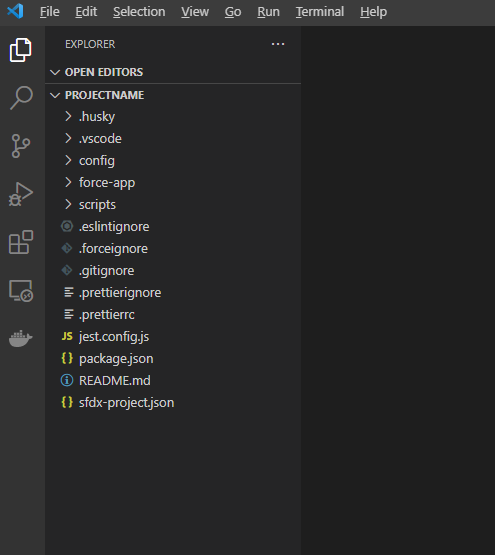 File Edit Selection View Go Run Terminal Help
EXPLORER ...
OPEN EDITORS
PROJECTNAME
.husky
.vscode
config
force-app
scripts
.eslintignore
.forceignore
.gitignore
.prettierignore
.prettierrc
JS jest.config.js
{} package.json
README.md
{} sfdx-project.json